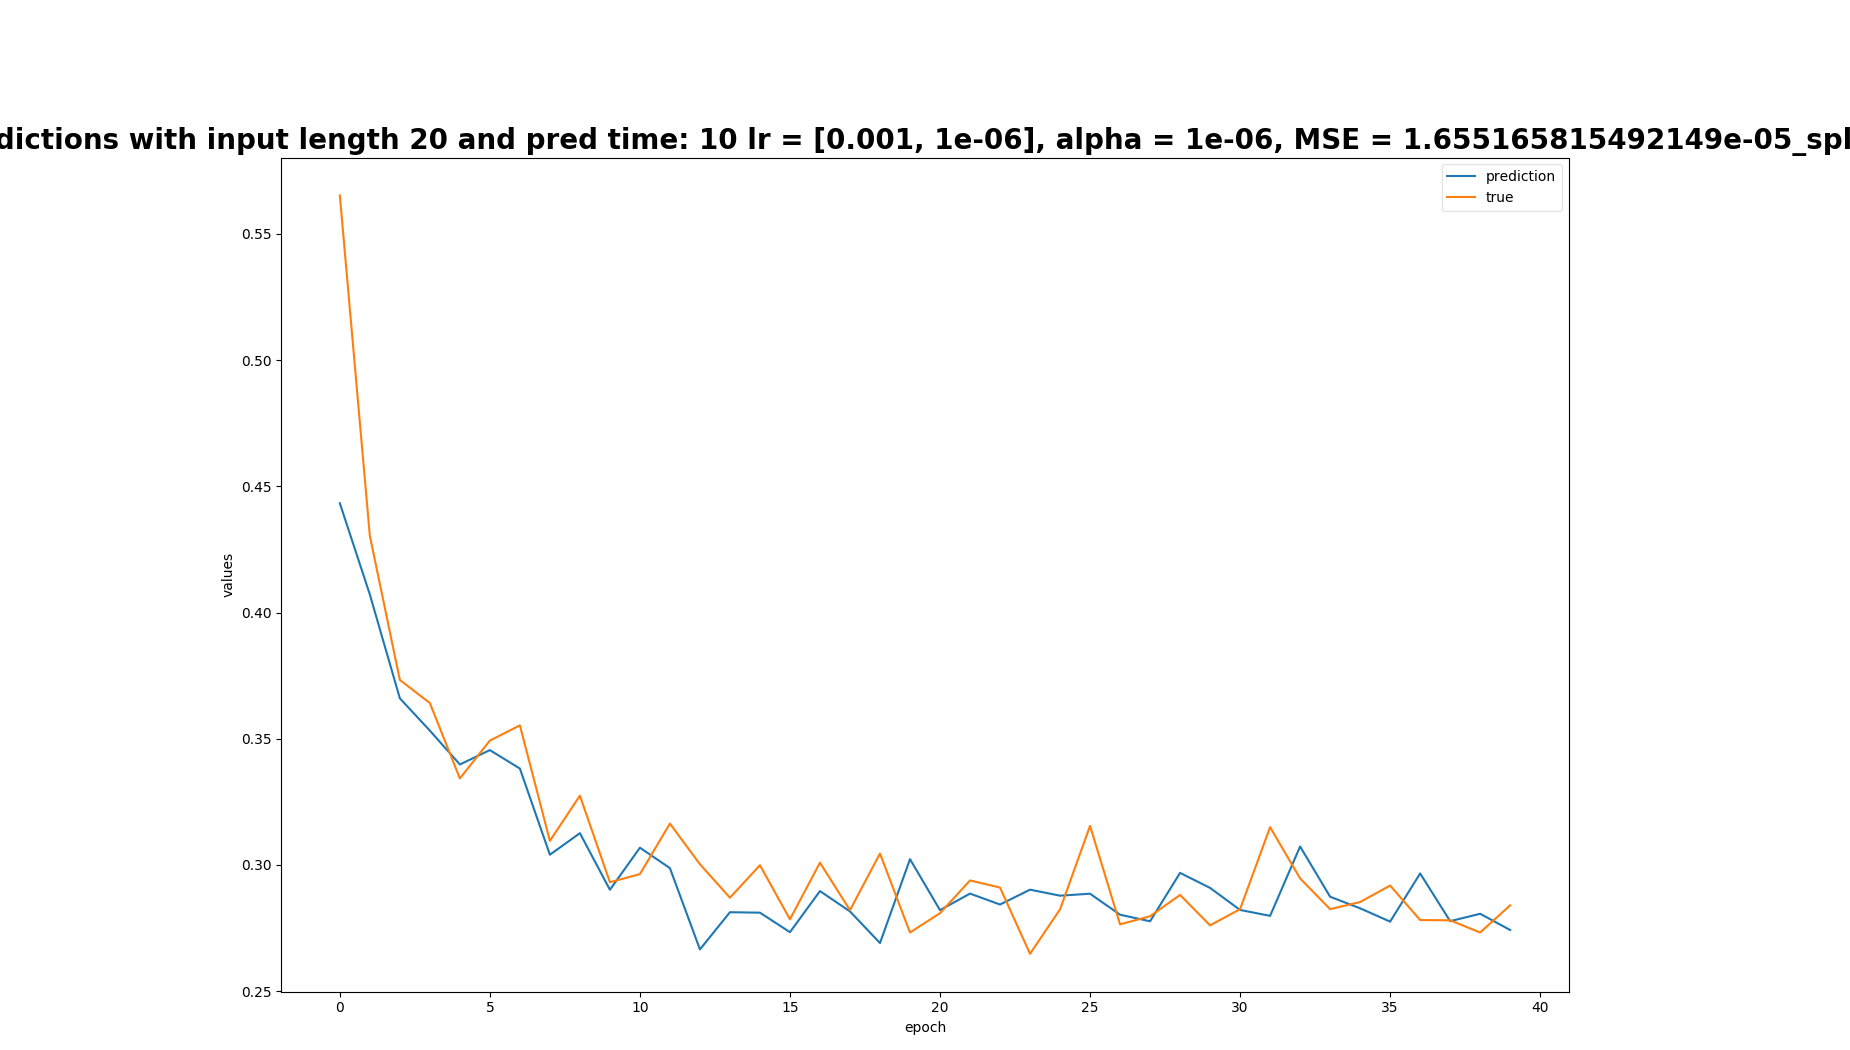 dictions with input length 20 and pred time: 10 lr = [0.001, 1e-06], alpha = 1e-06, MSE = 1.655165815492149e-05_spl
prediction
true
0.55
0.50
0.45
0.40
0.35
0.30
0.25
values
0 5 10 15 20 25 30 35 40
epoch